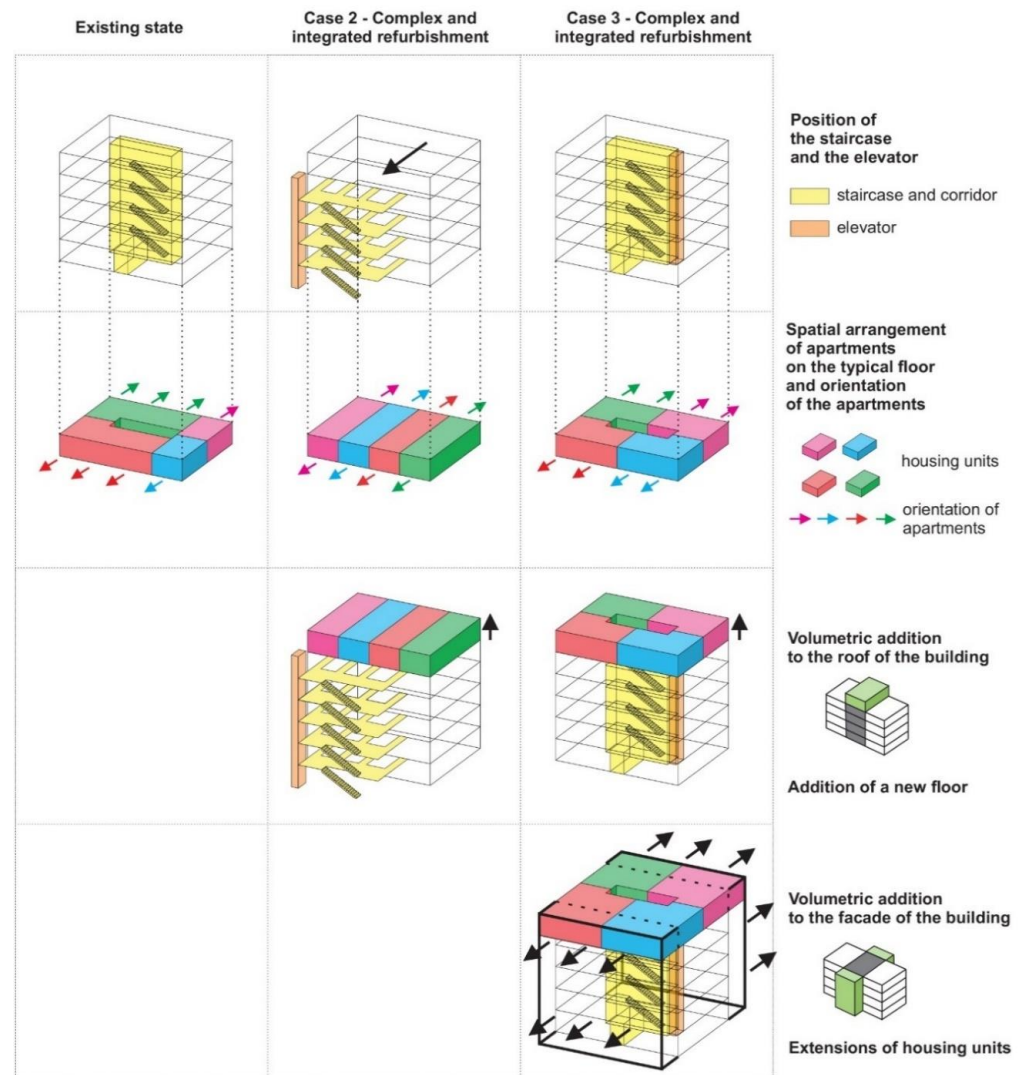 Existing state
Case 2 - Complex and
integrated refurbishment
Case 3 - Complex and
integrated refurbishment
Position of
the staircase
and the elevator
staircase and corridor
elevator
Spatial arrangement
of apartments
on the typical floor
and orientation
of the apartments
housing units
orientation of
apartments
Volumetric addition
to the roof of the building
Addition of a new floor
Volumetric addition
to the facade of the building
Extensions of housing units